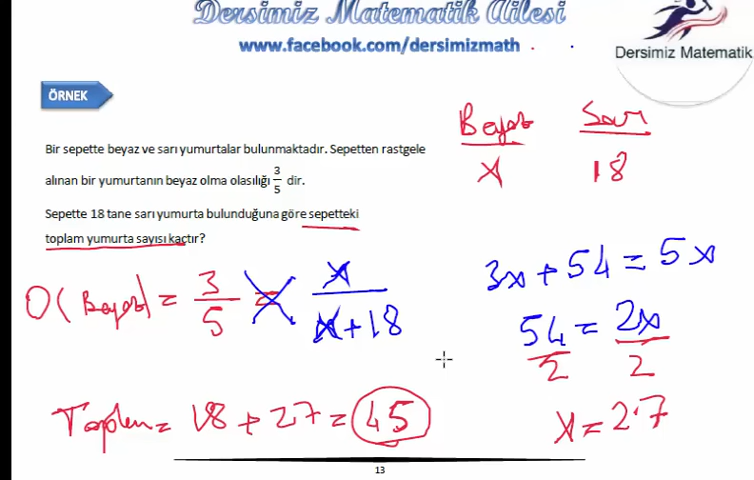 Dersimiz Matematik Ailesi
www.facebook.com/dersimizmath
Dersimiz Matematik
ÖRNEK
Bir sepette beyaz ve sarı yumurtalar bulunmaktadır. Sepetten rastgele
alınan bir yumurtanın beyaz olma olasılığı 3/5 dir.
Sepette 18 tane sarı yumurta bulunduğuna göre sepetteki
toplam yumurta sayısı kaçtır?
Beyaz Sarı
x 18
O(Beyaz) = 3/5 = x/x+18
3x + 54 = 5x
54/2 = 2x/2
x = 27
Toplam = 18 + 27 = 45
13